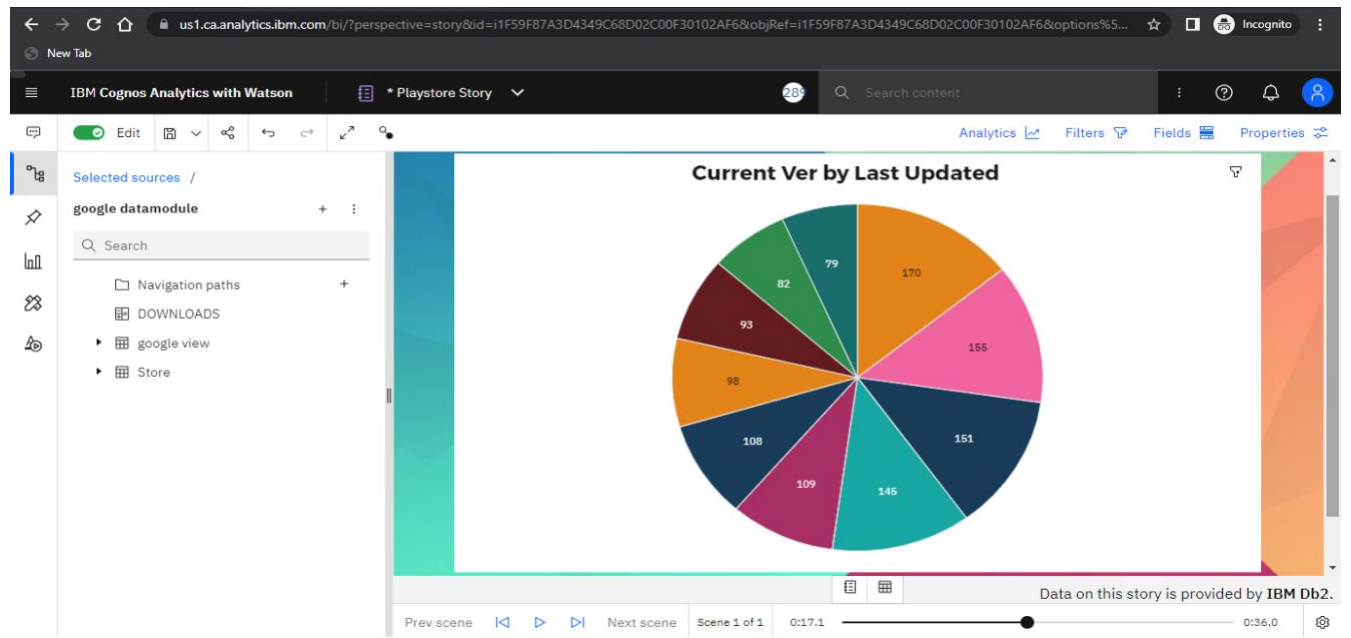 us1.ca.analytics.ibm.com/bi/?perspective=story&id=i1F59F87A3D4349C68D02C00F30102AF6&objRef=i1F59F87A3D4349C68D02C00F30102AF6&options%5... Incognito
New Tab
IBM Cognos Analytics with Watson * Playstore Story 289 Search content
Edit Analytics Filters Fields Properties
Selected sources /
google datamodule
Search
Navigation paths
DOWNLOADS
google view
Store
Current Ver by Last Updated
79
170
82
93
155
98
108
151
109
145
Data on this story is provided by IBM Db2.
Prev scene Next scene Scene 1 of 1 0:17.1 0:36.0